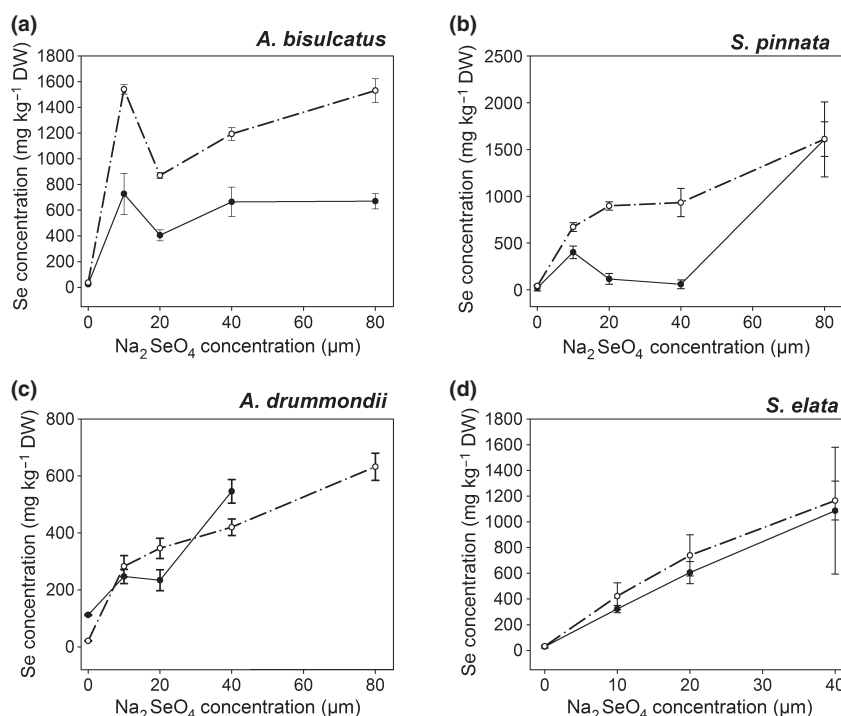 (a)
A. bisulcatus
Se concentration (mg kg⁻¹ DW)
1800
1600
1400
1200
1000
800
600
400
200
0
0 20 40 60 80
Na₂SeO₄ concentration (µm)
(b)
S. pinnata
Se concentration (mg kg⁻¹ DW)
2500
2000
1500
1000
500
0
0 20 40 60 80
Na₂SeO₄ concentration (µm)
(c)
A. drummondii
Se concentration (mg kg⁻¹ DW)
800
600
400
200
0
0 20 40 60 80
Na₂SeO₄ concentration (µm)
(d)
S. elata
Se concentration (mg kg⁻¹ DW)
1800
1600
1400
1200
1000
800
600
400
200
0
0 10 20 30 40
Na₂SeO₄ concentration (µm)